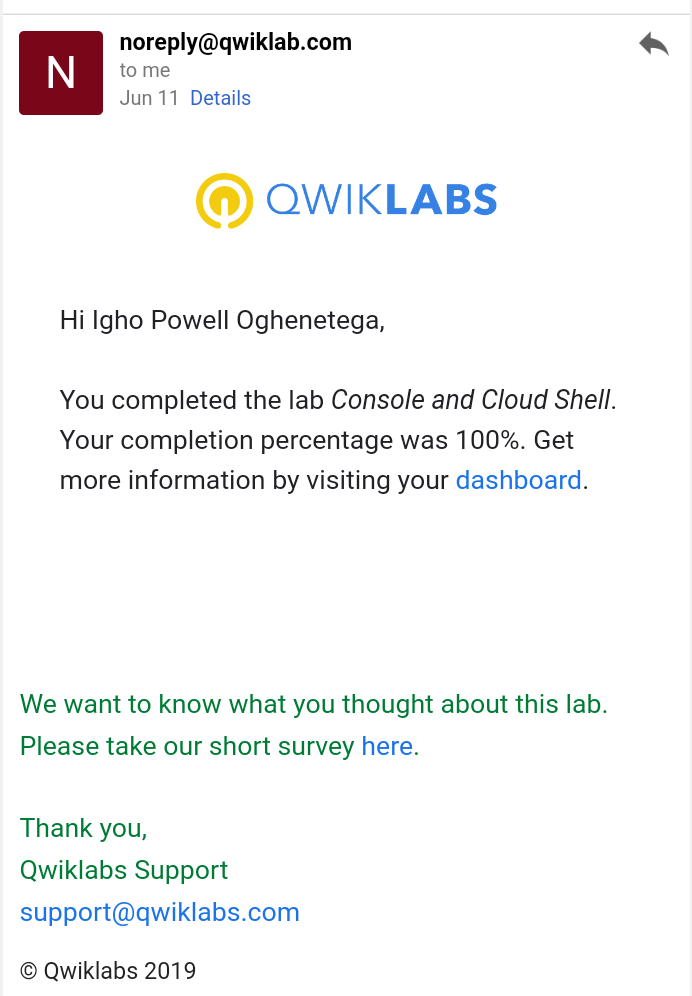 N
noreply@qwiklab.com
to me
Jun 11 Details
QWIKLABS
Hi Igho Powell Oghenetega,
You completed the lab Console and Cloud Shell.
Your completion percentage was 100%. Get
more information by visiting your dashboard.
We want to know what you thought about this lab.
Please take our short survey here.
Thank you,
Qwiklabs Support
support@qwiklabs.com
© Qwiklabs 2019